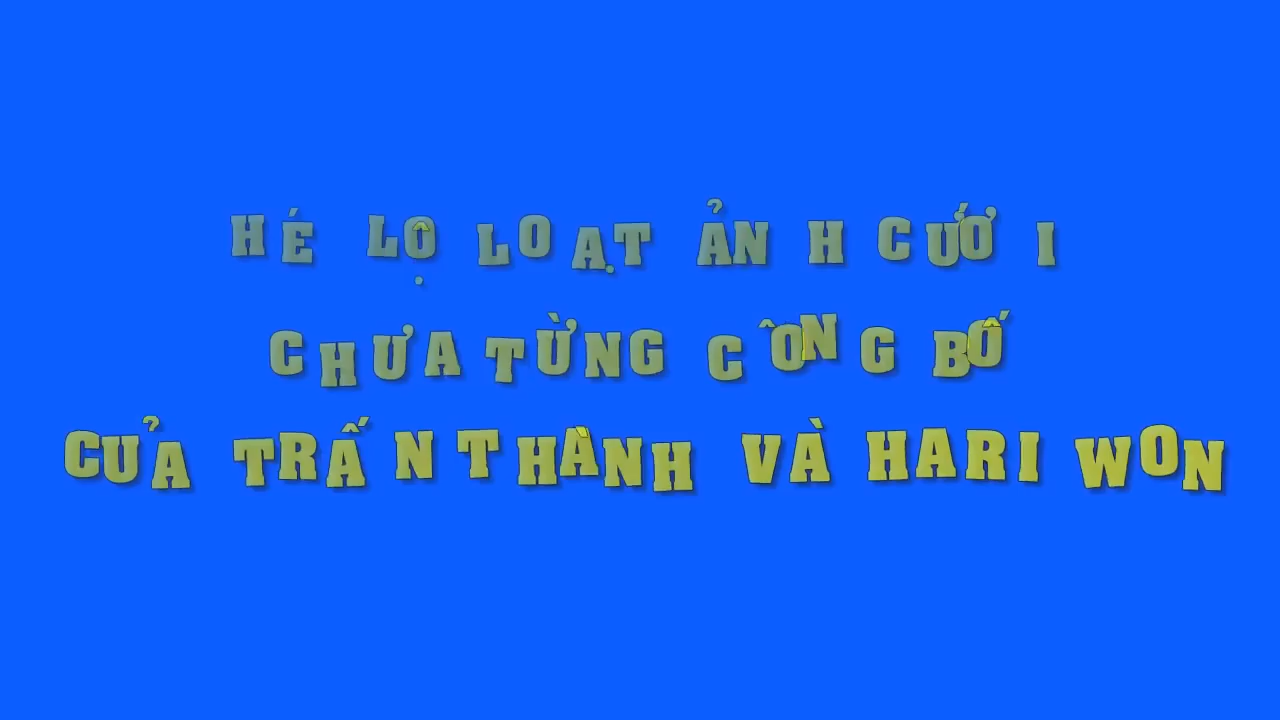 HÉ LỘ LOẠT ẢNH CƯỚI
CHƯA TỪNG CÔNG BỐ
CỦA TRẤN THÀNH VÀ HARI WON